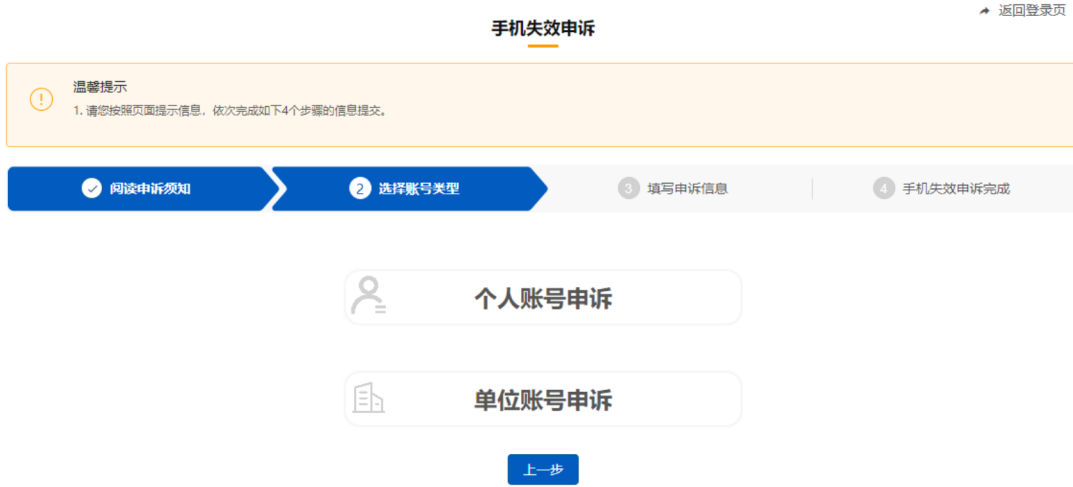 返回登录页
手机失效申诉
温馨提示
1. 请您按照页面提示信息，依次完成如下4个步骤的信息提交。
阅读申诉须知
2 选择账号类型
3 填写申诉信息
4 手机失效申诉完成
个人账号申诉
单位账号申诉
上一步